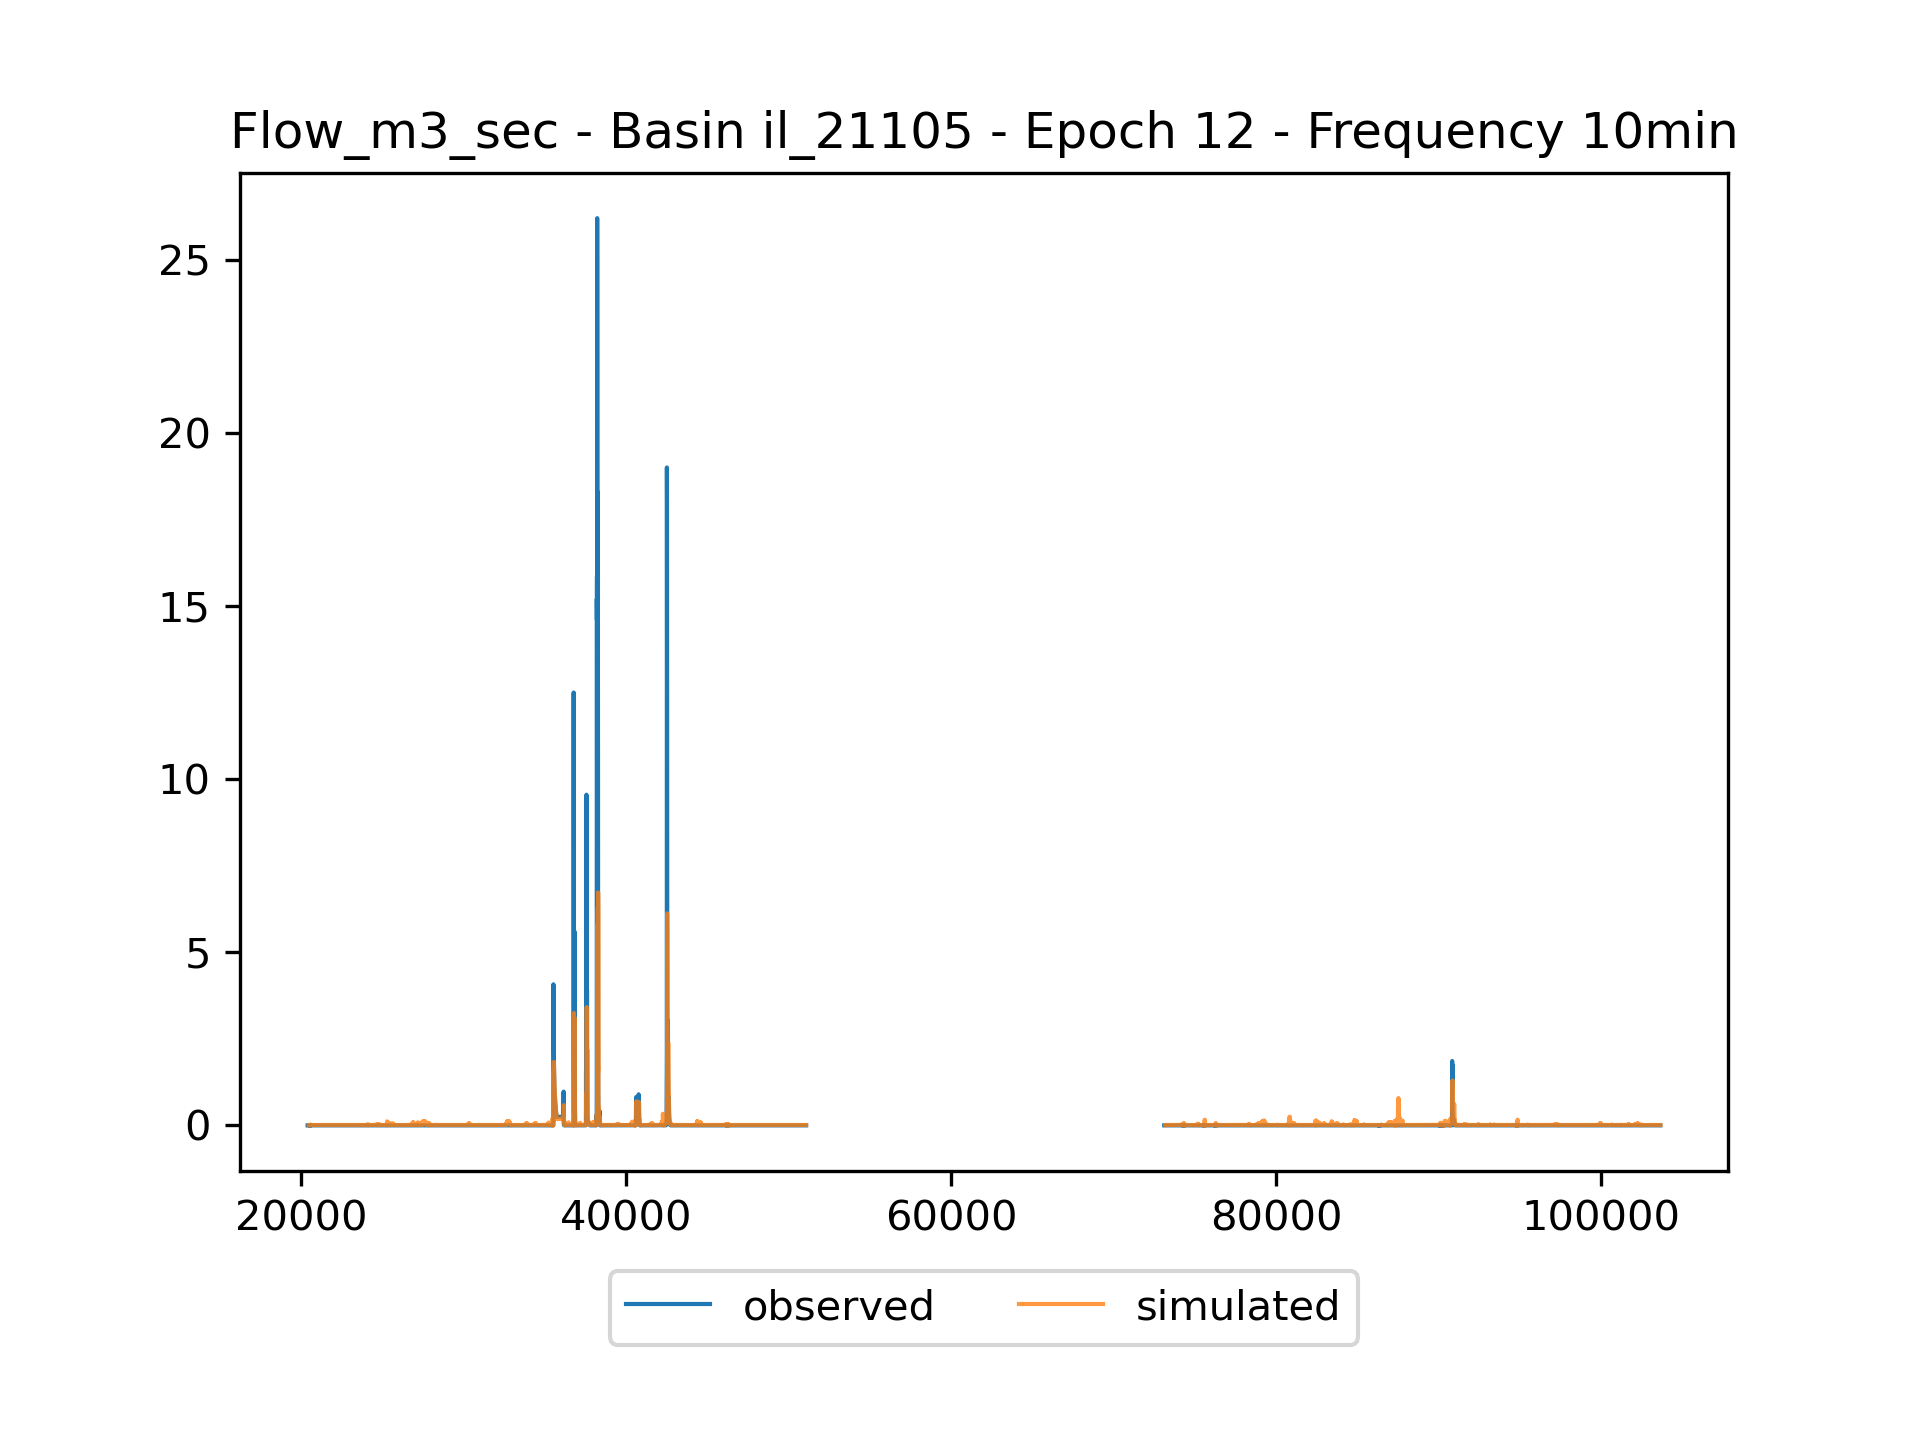 Flow_m3_sec - Basin il_21105 - Epoch 12 - Frequency 10min
25
20
15
10
5
0
20000 40000 60000 80000 100000
observed simulated